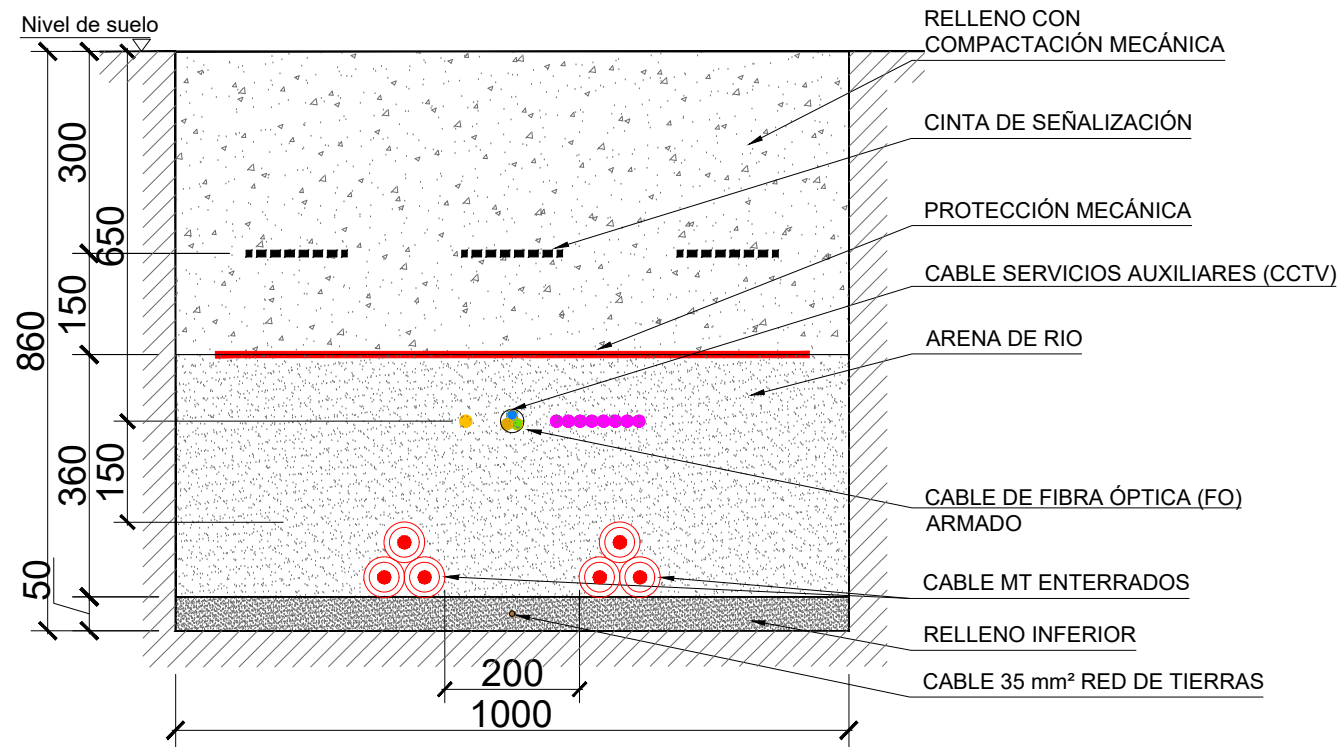 Nivel de suelo
RELLENO CON
COMPACTACIÓN MECÁNICA
CINTA DE SEÑALIZACIÓN
PROTECCIÓN MECÁNICA
CABLE SERVICIOS AUXILIARES (CCTV)
ARENA DE RIO
CABLE DE FIBRA ÓPTICA (FO)
ARMADO
CABLE MT ENTERRADOS
RELLENO INFERIOR
CABLE 35 mm² RED DE TIERRAS
300
650
150
860
360
150
50
200
1000